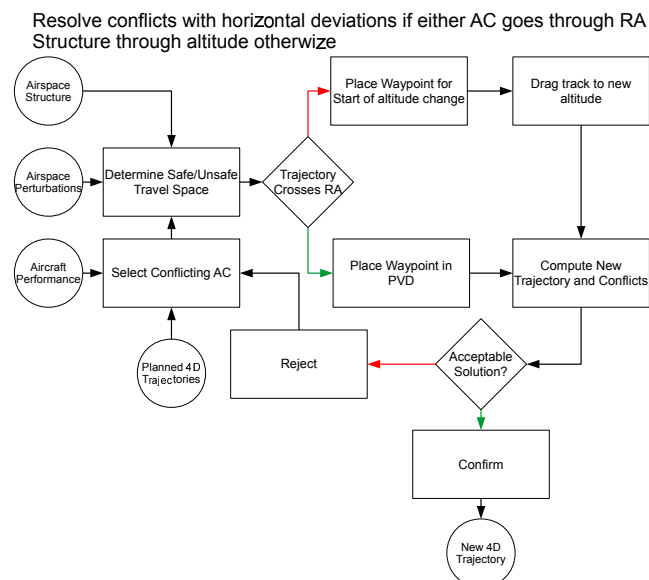 Resolve conflicts with horizontal deviations if either AC goes through RA
Structure through altitude otherwize
Airspace
Structure
Place Waypoint for
Start of altitude change
Drag track to new
altitude
Airspace
Perturbations
Determine Safe/Unsafe
Travel Space
Trajectory
Crosses RA
Aircraft
Performance
Select Conflicting AC
Place Waypoint in
PVD
Compute New
Trajectory and Conflicts
Planned 4D
Trajectories
Reject
Acceptable
Solution?
Confirm
New 4D
Trajectory